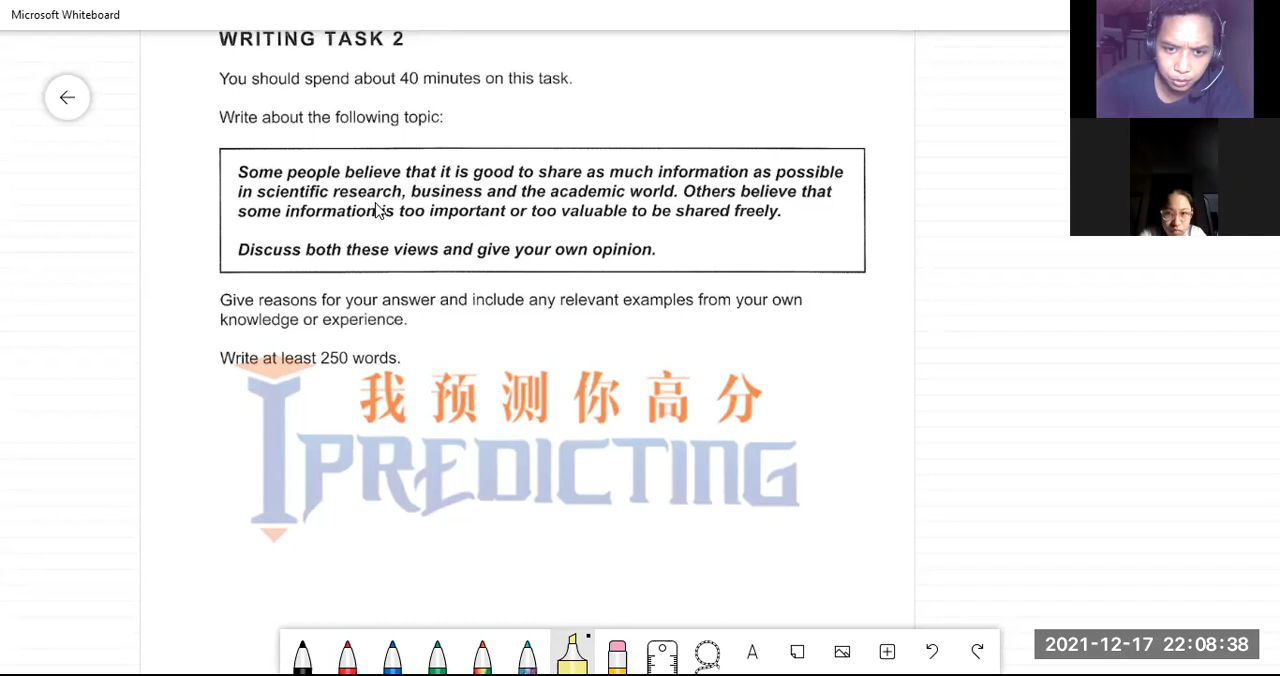 Microsoft Whiteboard
WRITING TASK 2
You should spend about 40 minutes on this task.
Write about the following topic:
Some people believe that it is good to share as much information as possible
in scientific research, business and the academic world. Others believe that
some information is too important or too valuable to be shared freely.
Discuss both these views and give your own opinion.
Give reasons for your answer and include any relevant examples from your own
knowledge or experience.
Write at least 250 words.
我预测你高分
IPREDICTING
A
2021-12-17 22:08:38